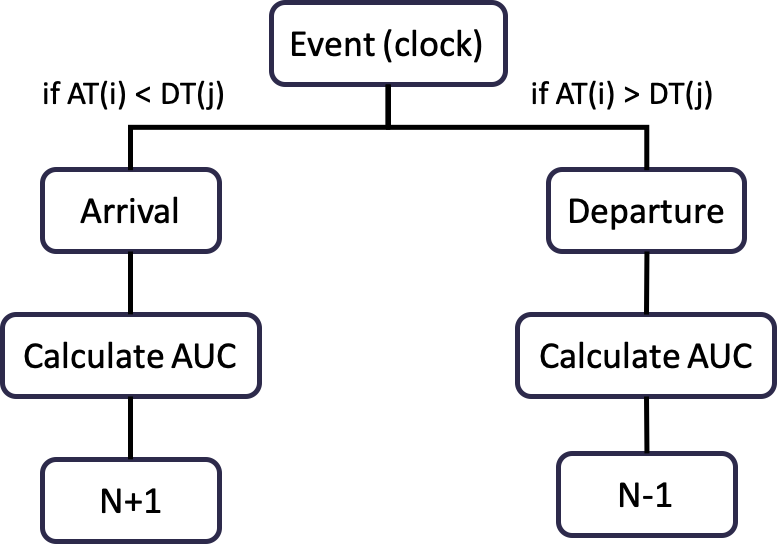 Event (clock)
if AT(i) < DT(j)
if AT(i) > DT(j)
Arrival
Departure
Calculate AUC
Calculate AUC
N+1
N-1